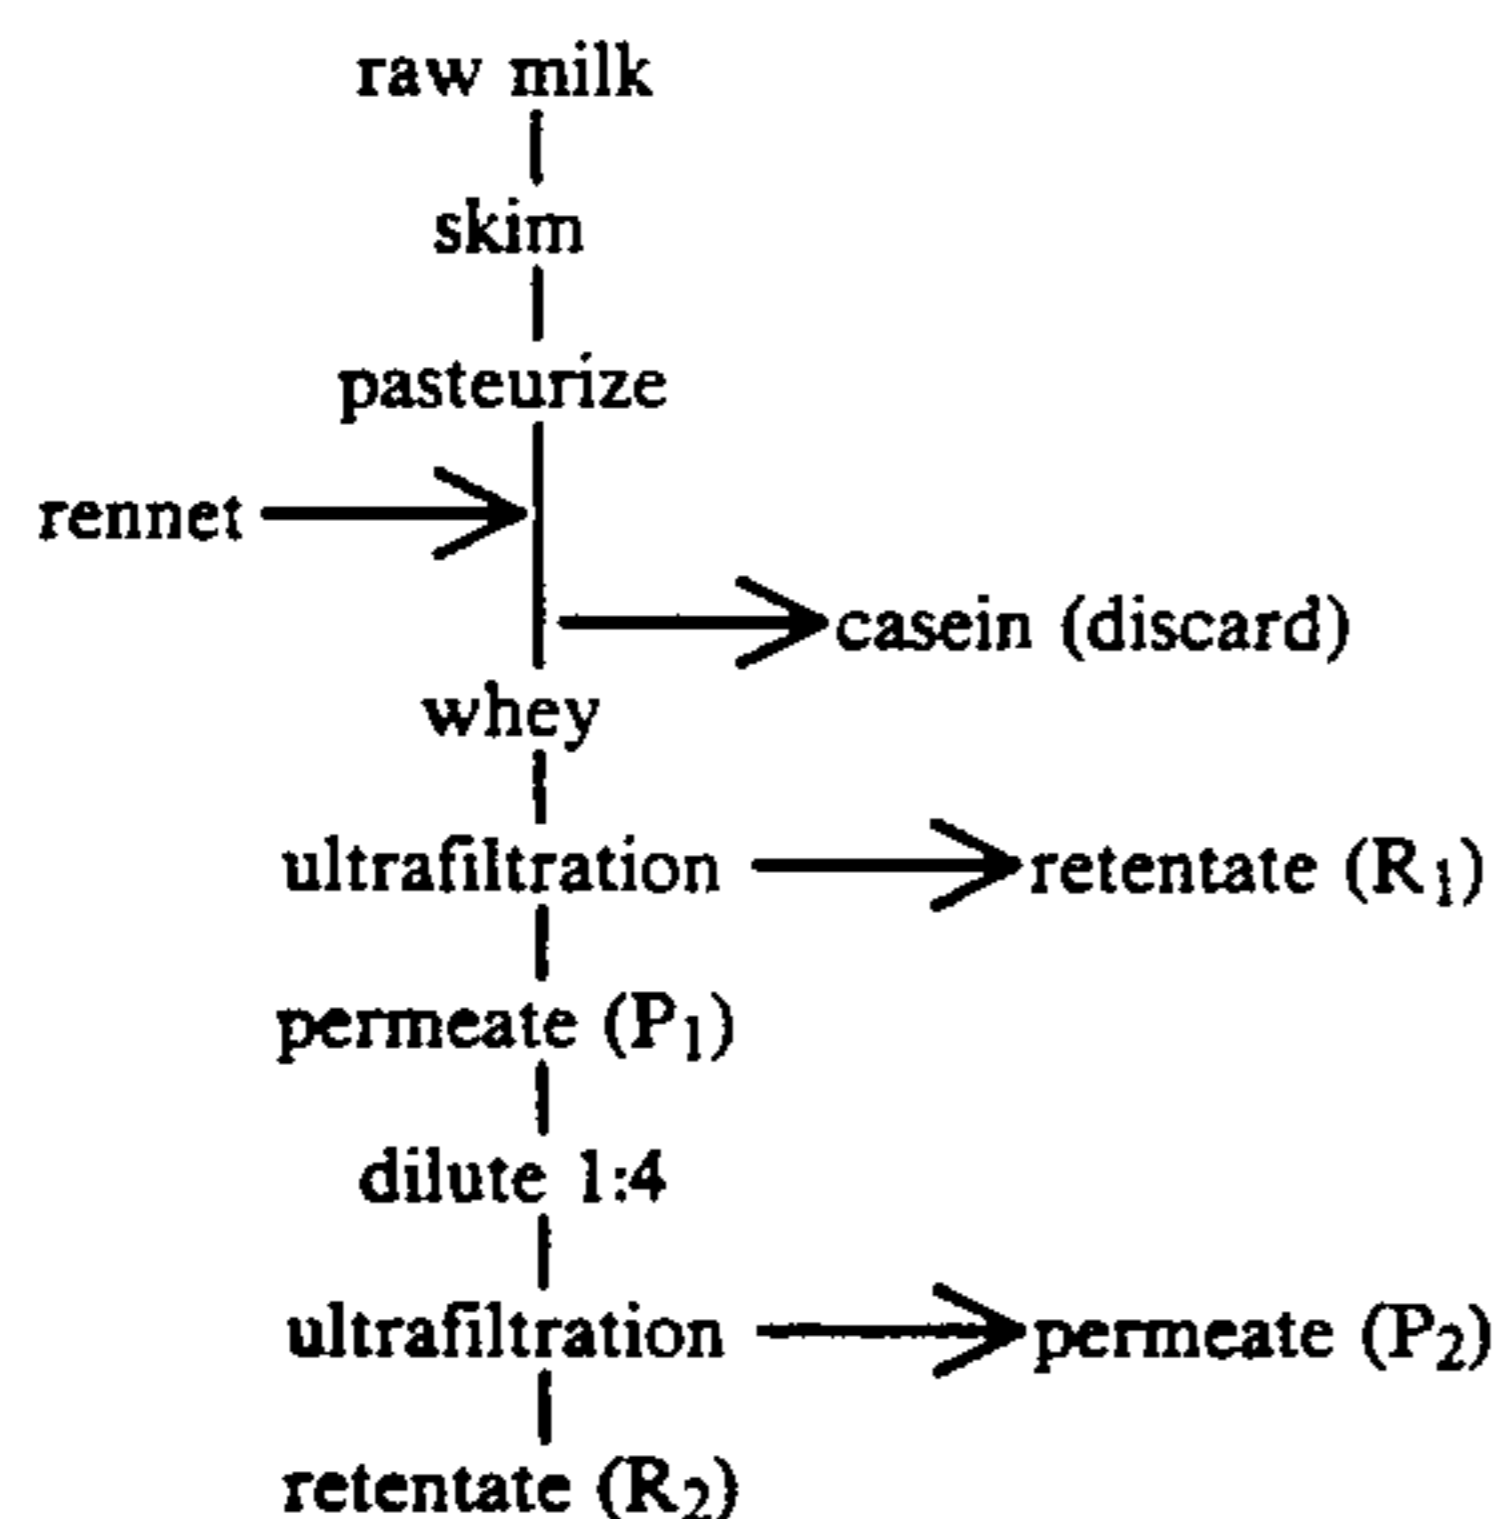 raw milk
skim
pasteurize
rennet
casein (discard)
whey
ultrafiltration retentate (R1)
permeate (P1)
dilute 1:4
ultrafiltration permeate (P2)
retentate (R2)